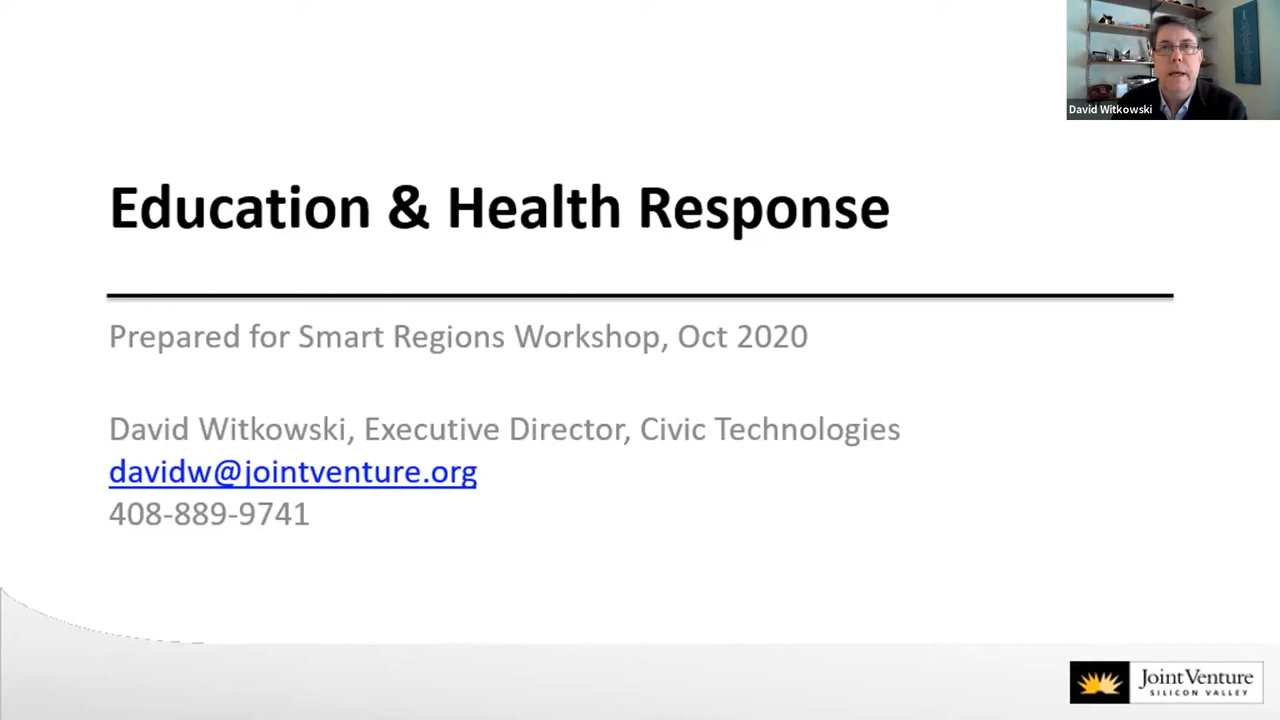 David Witkowski
Education & Health Response
Prepared for Smart Regions Workshop, Oct 2020
David Witkowski, Executive Director, Civic Technologies
davidw@jointventure.org
408-889-9741
Joint Venture
SILICON VALLEY